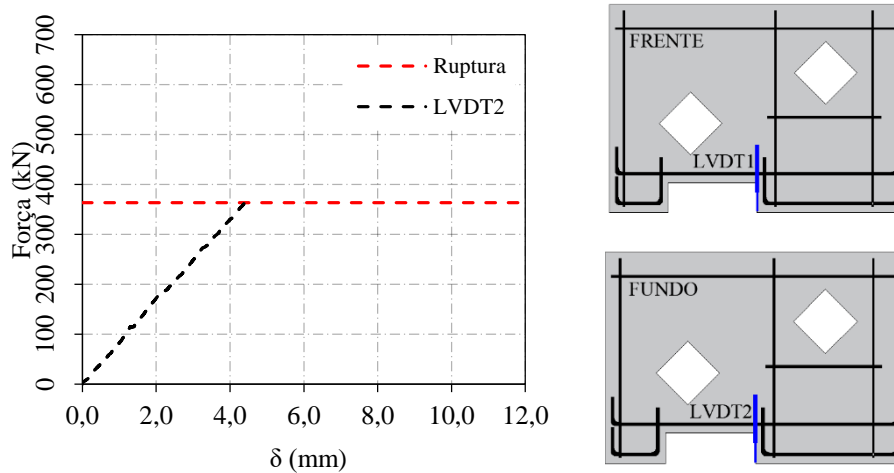 700
600
500
400
300
200
100
0
Força (kN)
0,0
2,0
4,0
6,0
8,0
10,0
12,0
δ (mm)
Ruptura
LVDT2
FRENTE
LVDT1
FUNDO
LVDT2